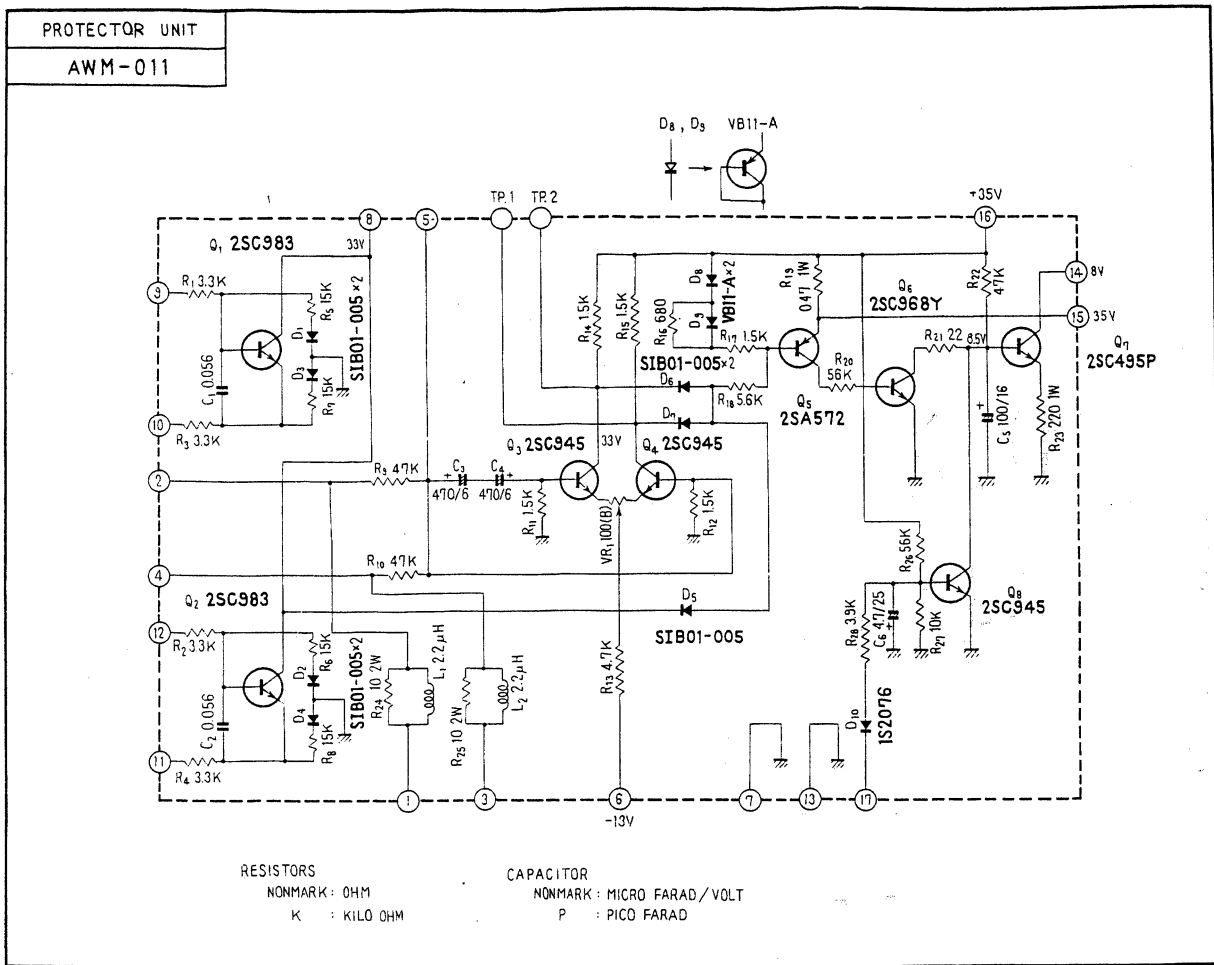 PROTECTOR UNIT
AWM-011
D8 , D9 VB11-A
TP. 1 TP. 2
+35V
8
5
16
Q1 2SC983
33V
9
R1 3.3K
R5 15K
D1
D3
R7 15K
SIB01-005×2
C1 0.056
10
R3 3.3K
R14 1.5K
R15 1.5K
D8
D9
VB11-A×2
R16 680
R17 1.5K
R19
0.47 1W
Q6
2SC968Y
R22
47K
14
8V
15
35V
Q7
2SC495P
SIB01-005×2
D6
R18 5.6K
D7
R20
56K
R21 22
8.5V
Q5
2SA572
C5 100/16
R23 220 1W
Q3 2SC945
33V
Q4 2SC945
2
R9 47K
C3
470/6
C4
470/6
R11 1.5K
VR1 100(B)
R12 1.5K
4
R10 47K
Q2 2SC983
D5
SIB01-005
R26 56K
Q8
2SC945
R28 3.9K
C6 4.7/25
R27 10K
12
R2 3.3K
R6 15K
D2
D4
R8 15K
SIB01-005×2
C2 0.056
11
R4 3.3K
R24 10 2W
L1 2.2μH
R25 10 2W
L2 2.2μH
R13 4.7K
D10
1S2076
1
3
6
-13V
7
13
17
RESISTORS
NONMARK : OHM
K : KILO OHM
CAPACITOR
NONMARK : MICRO FARAD/VOLT
P : PICO FARAD